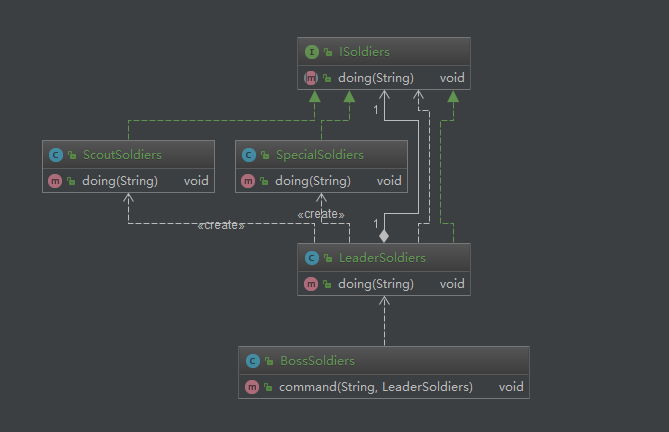 I ISoldiers
m doing(String) void
1
C ScoutSoldiers
m doing(String) void
C SpecialSoldiers
m doing(String) void
«create»
«create»
1
C LeaderSoldiers
m doing(String) void
C BossSoldiers
m command(String, LeaderSoldiers) void